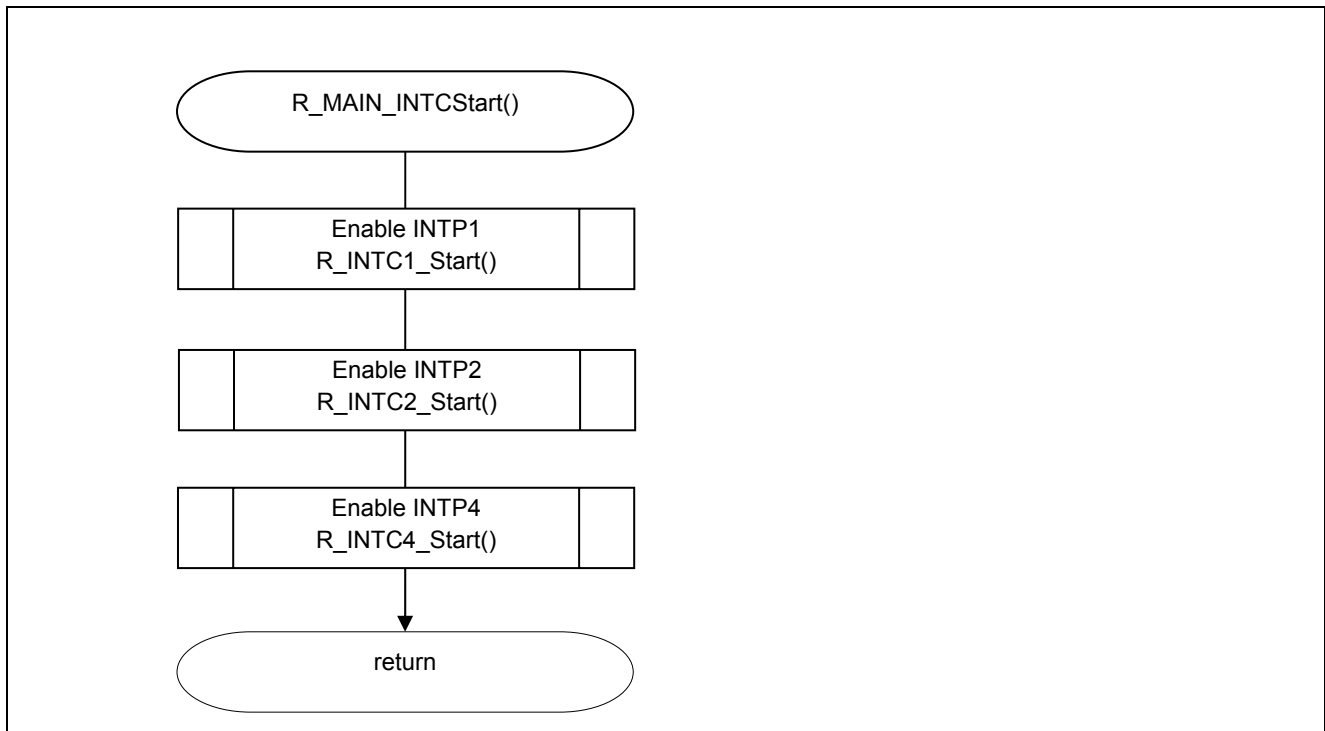 R_MAIN_INTCStart()
Enable INTP1
R_INTC1_Start()
Enable INTP2
R_INTC2_Start()
Enable INTP4
R_INTC4_Start()
return